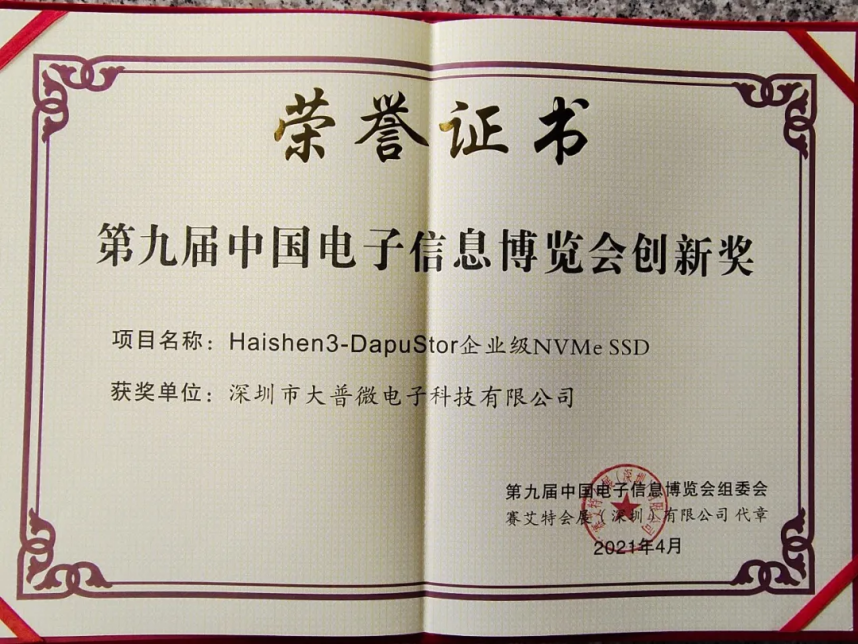 荣誉证书
第九届中国电子信息博览会创新奖
项目名称：Haishen3-DapuStor企业级NVMe SSD
获奖单位：深圳市大普微电子科技有限公司
第九届中国电子信息博览会组委会
赛艾特会展（深圳）有限公司 代章
2021年4月